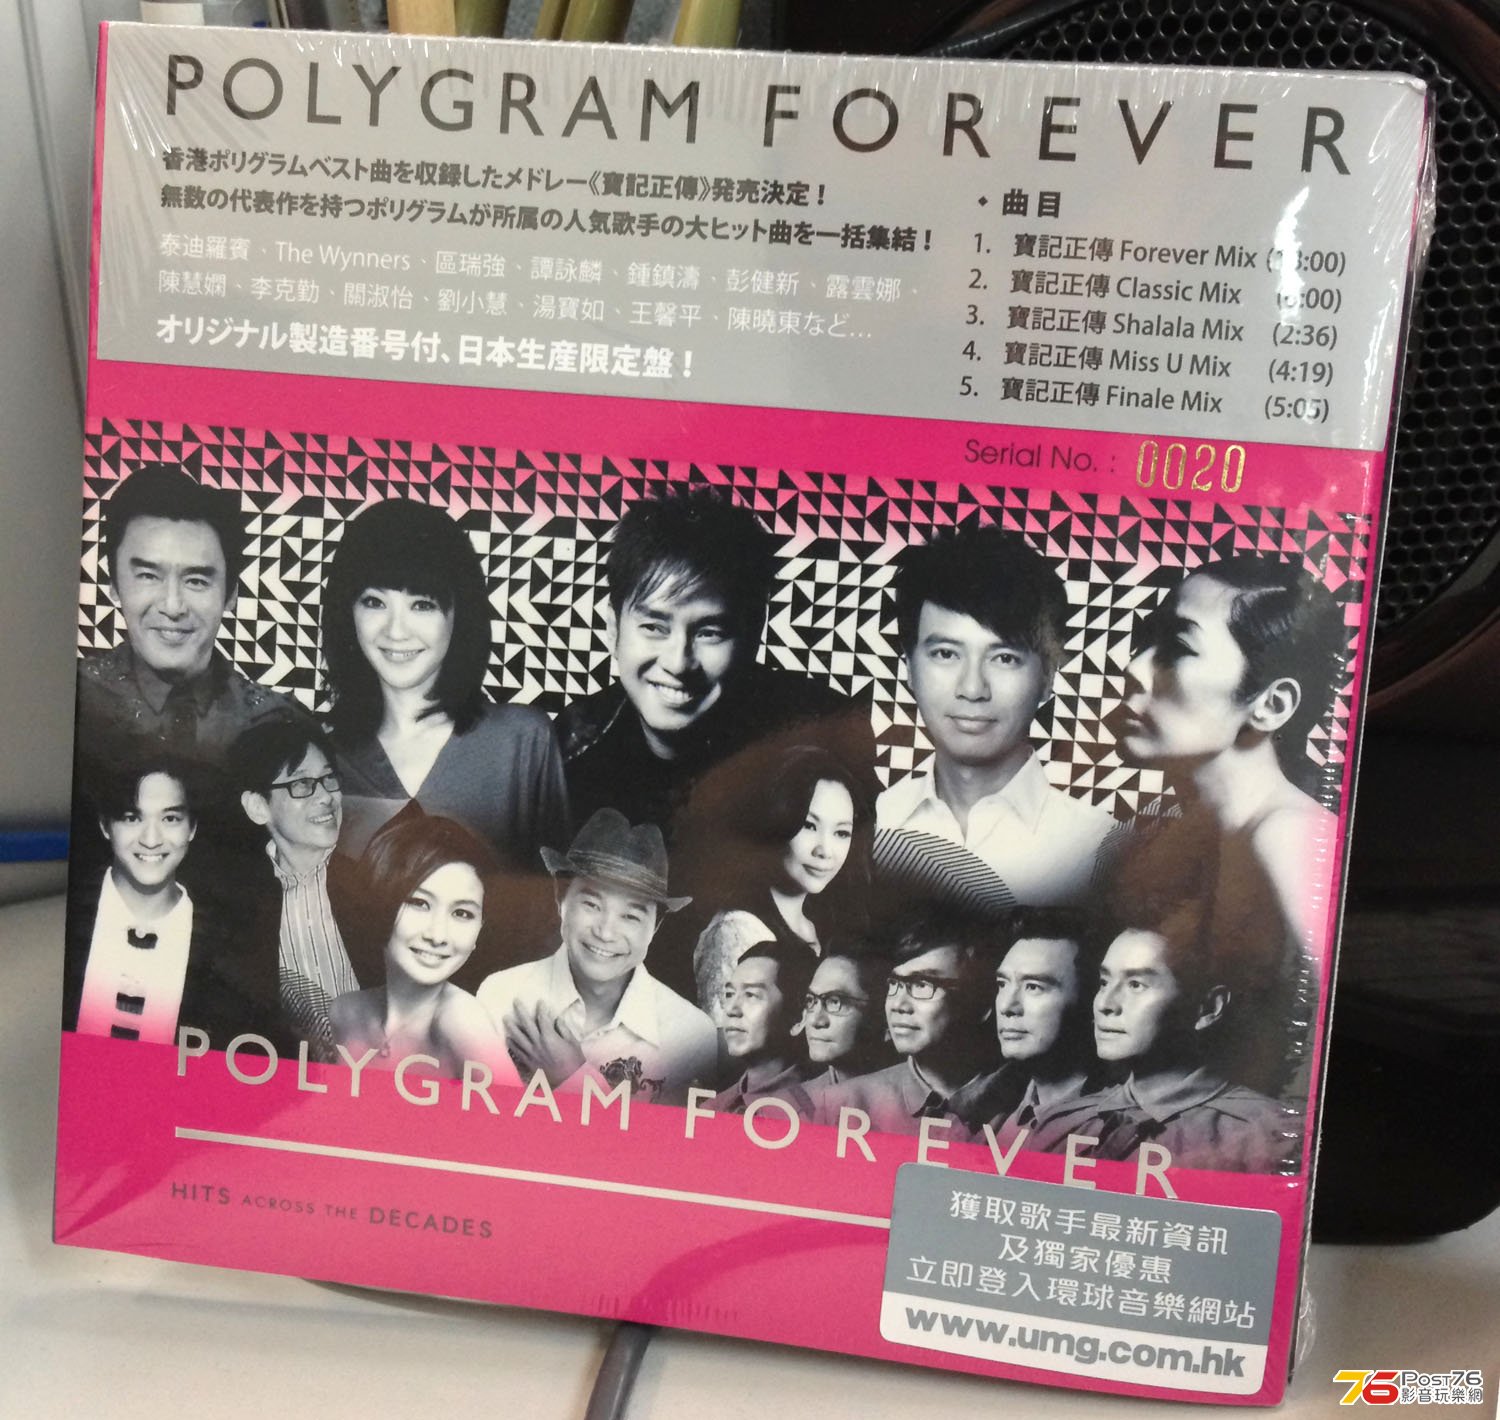 POLYGRAM FOREVER
香港ポリグラムベスト曲を収録したメドレー《寶記正傳》発売決定！
無数の代表作を持つポリグラムが所属の人気歌手の大ヒット曲を一括集結！
泰迪羅賓、The Wynners、區瑞強、譚詠麟、鍾鎮濤、彭健新、露雲娜、
陳慧嫻、李克勤、關淑怡、劉小慧、湯寶如、王馨平、陳曉東など...
オリジナル製造番号付、日本生産限定盤！
・曲目
1. 寶記正傳 Forever Mix
2. 寶記正傳 Classic Mix
3. 寶記正傳 Shalala Mix (2:36)
4. 寶記正傳 Miss U Mix (4:19)
5. 寶記正傳 Finale Mix (5:05)
Serial No. : 0020
POLYGRAM FOREVER
HITS ACROSS THE DECADES
獲取歌手最新資訊
及獨家優惠
立即登入環球音樂網站
www.umg.com.hk
76 Post76
影音玩樂網